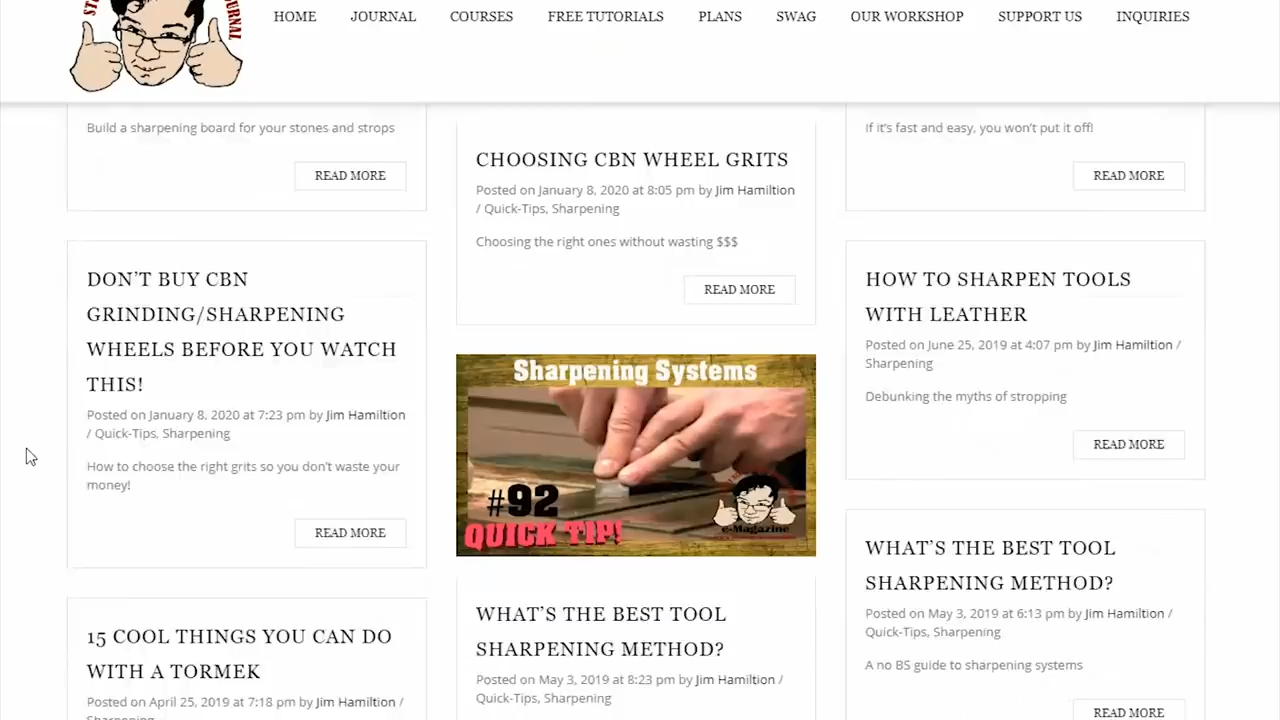 HOME JOURNAL COURSES FREE TUTORIALS PLANS SWAG OUR WORKSHOP SUPPORT US INQUIRIES
Build a sharpening board for your stones and strops
READ MORE
DON’T BUY CBN
GRINDING/SHARPENING
WHEELS BEFORE YOU WATCH
THIS!
Posted on January 8, 2020 at 7:23 pm by Jim Hamiltion
/ Quick-Tips, Sharpening
How to choose the right grits so you don’t waste your
money!
READ MORE
15 COOL THINGS YOU CAN DO
WITH A TORMEK
Posted on April 25, 2019 at 7:18 pm by Jim Hamiltion /
Sharpening
CHOOSING CBN WHEEL GRITS
Posted on January 8, 2020 at 8:05 pm by Jim Hamiltion
/ Quick-Tips, Sharpening
Choosing the right ones without wasting $$$
READ MORE
Sharpening Systems
#92
QUICK TIP!
e-Magazine
WHAT’S THE BEST TOOL
SHARPENING METHOD?
Posted on May 3, 2019 at 8:23 pm by Jim Hamiltion /
Quick-Tips, Sharpening
If it’s fast and easy, you won’t put it off!
READ MORE
HOW TO SHARPEN TOOLS
WITH LEATHER
Posted on June 25, 2019 at 4:07 pm by Jim Hamiltion /
Sharpening
Debunking the myths of stropping
READ MORE
WHAT’S THE BEST TOOL
SHARPENING METHOD?
Posted on May 3, 2019 at 6:13 pm by Jim Hamiltion /
Quick-Tips, Sharpening
A no BS guide to sharpening systems
READ MORE